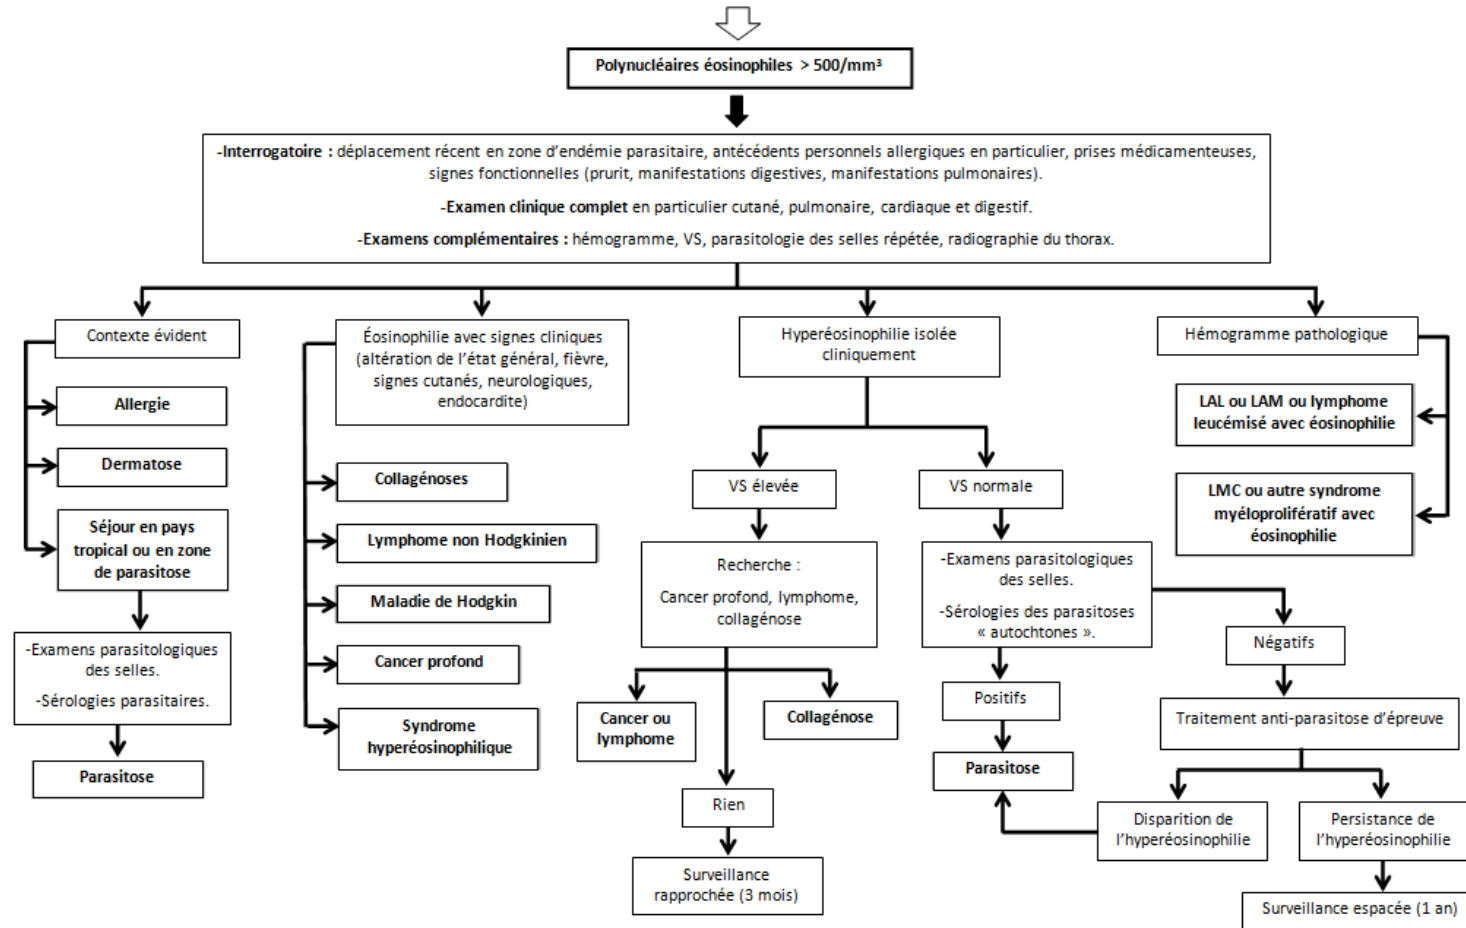 Polynucléaires éosinophiles > 500/mm³
-Interrogatoire : déplacement récent en zone d'endémie parasitaire, antécédents personnels allergiques en particulier, prises médicamenteuses,
signes fonctionnelles (prurit, manifestations digestives, manifestations pulmonaires).
-Examen clinique complet en particulier cutané, pulmonaire, cardiaque et digestif.
-Examens complémentaires : hémogramme, VS, parasitologie des selles répétée, radiographie du thorax.
Contexte évident
Allergie
Dermatose
Séjour en pays
tropical ou en zone
de parasitose
-Examens parasitologiques
des selles.
-Sérologies parasitaires.
Parasitose
Éosinophilie avec signes cliniques
(altération de l'état général, fièvre,
signes cutanés, neurologiques,
endocardite)
Collagénoses
Lymphome non Hodgkinien
Maladie de Hodgkin
Cancer profond
Syndrome
hyperéosinophilique
Hyperéosinophilie isolée
cliniquement
VS élevée
Recherche :
Cancer profond, lymphome,
collagénose
Cancer ou
lymphome
Collagénose
Rien
Surveillance
rapprochée (3 mois)
VS normale
-Examens parasitologiques
des selles.
-Sérologies des parasitoses
« autochtones ».
Positifs
Parasitose
Négatifs
Traitement anti-parasitose d'épreuve
Disparition de
l'hyperéosinophilie
Persistance de
l'hyperéosinophilie
Surveillance espacée (1 an)
Hémogramme pathologique
LAL ou LAM ou lymphome
leucémisé avec éosinophilie
LMC ou autre syndrome
myéloprolifératif avec
éosinophilie